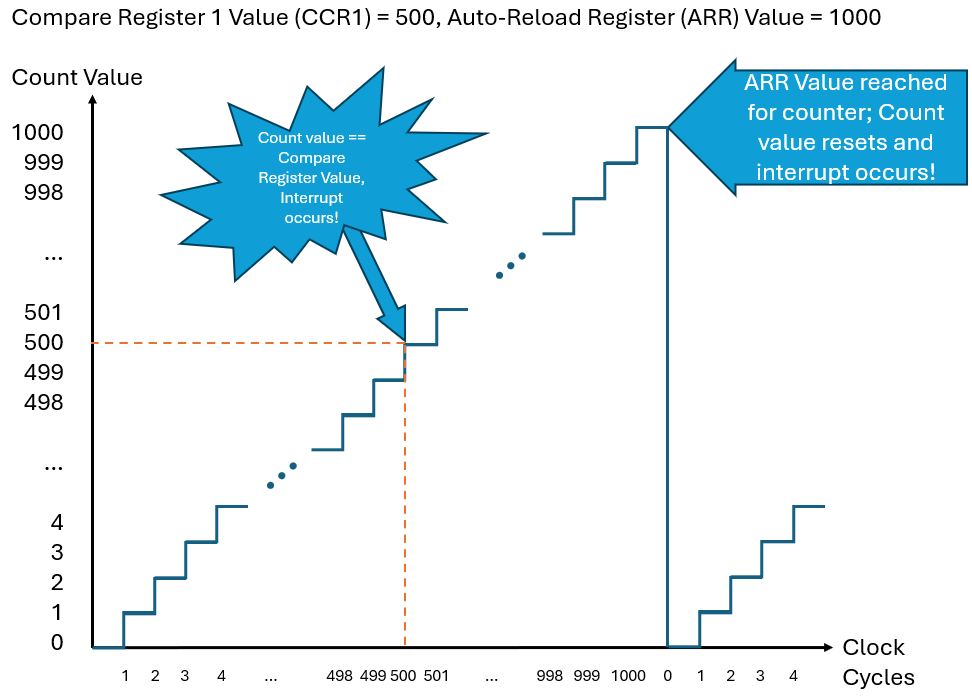 Compare Register 1 Value (CCR1) = 500, Auto-Reload Register (ARR) Value = 1000
Count Value
Count value ==
Compare
Register Value,
Interrupt
occurs!
ARR Value reached
for counter; Count
value resets and
interrupt occurs!
1000
999
998
...
501
500
499
498
...
4
3
2
1
0
1 2 3 4 ... 498 499 500 501 ... 998 999 1000 0 1 2 3 4
Clock
Cycles